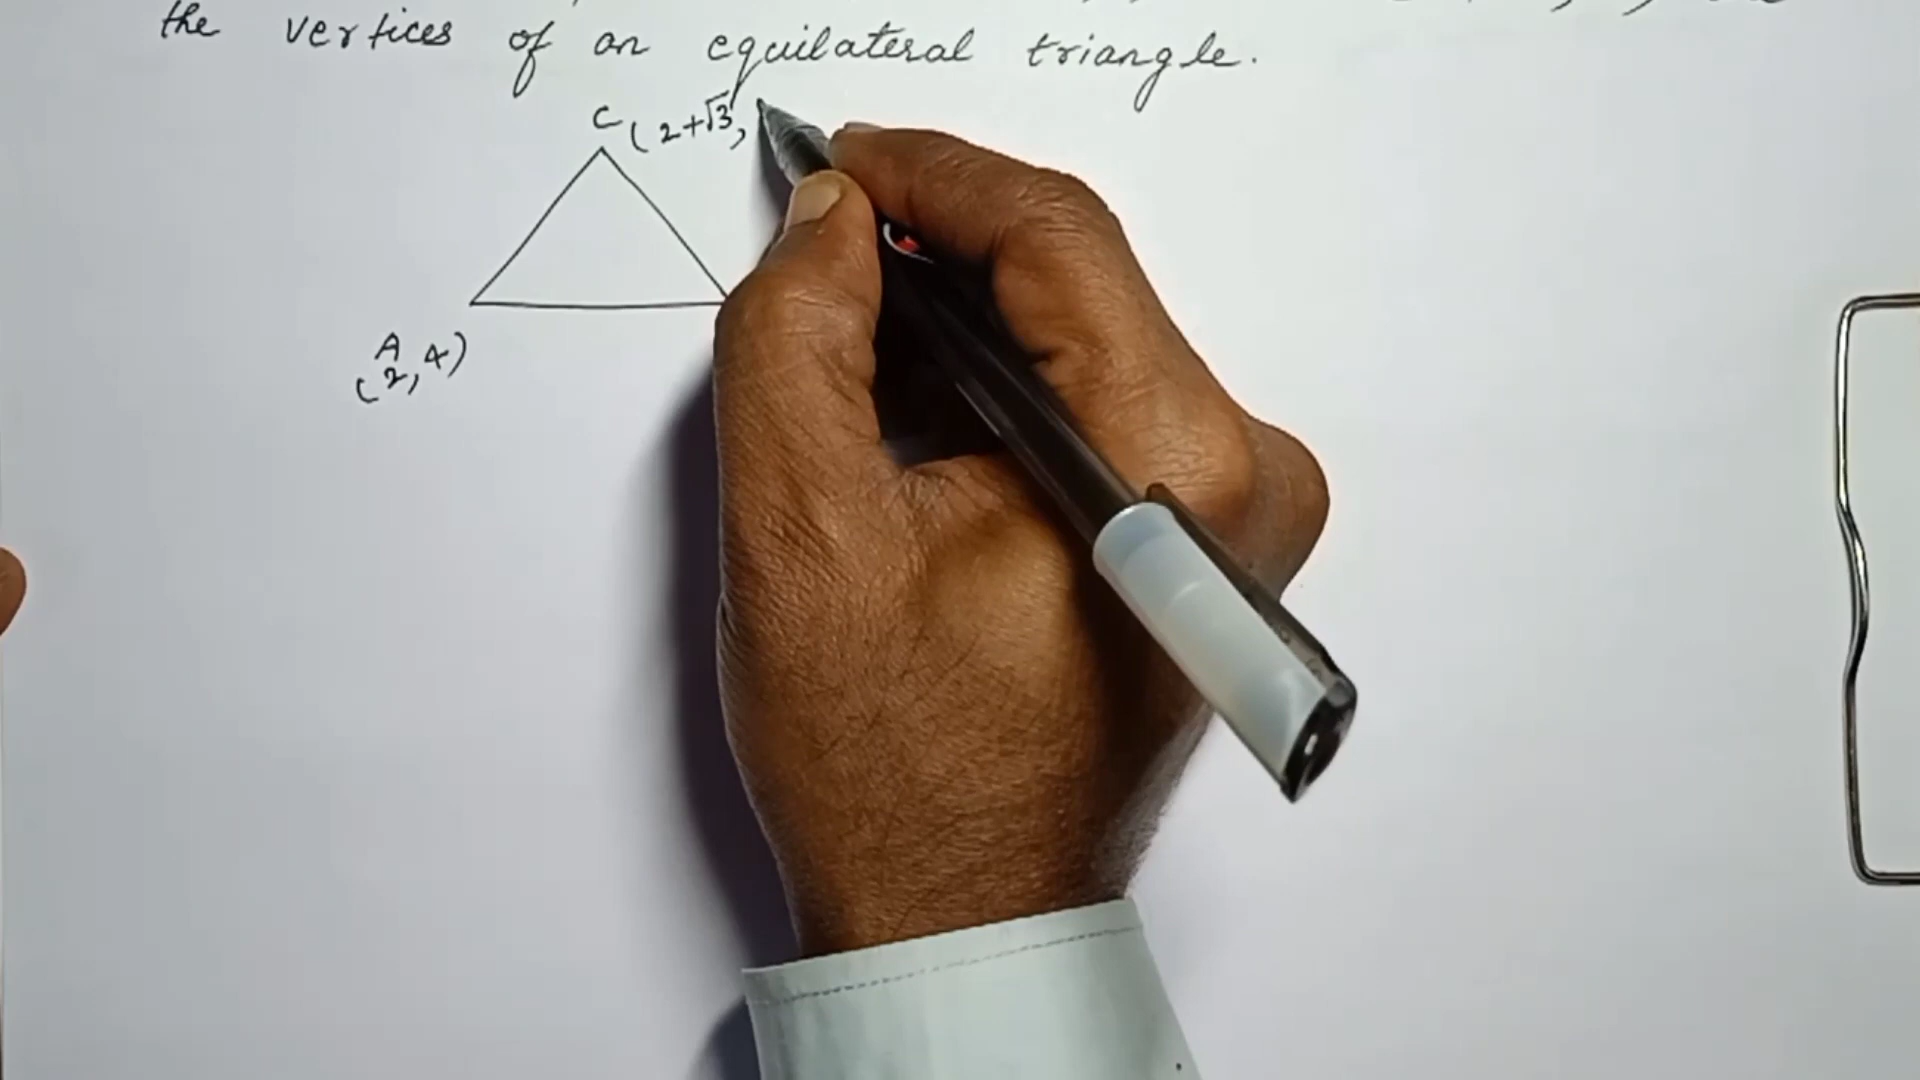 the vertices of an equilateral triangle.
C (2+√3,
A
(2, 4)